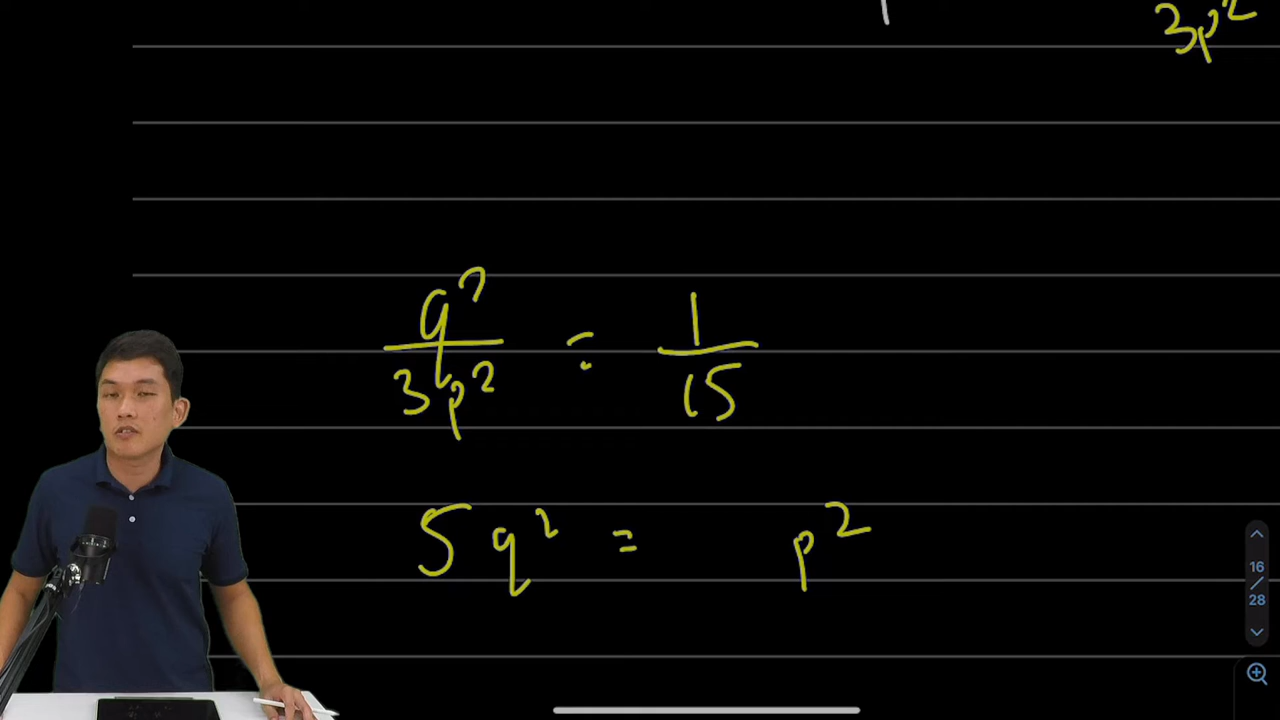 3p²
q² / 3p² = 1 / 15
5q² = p²
16
/
28